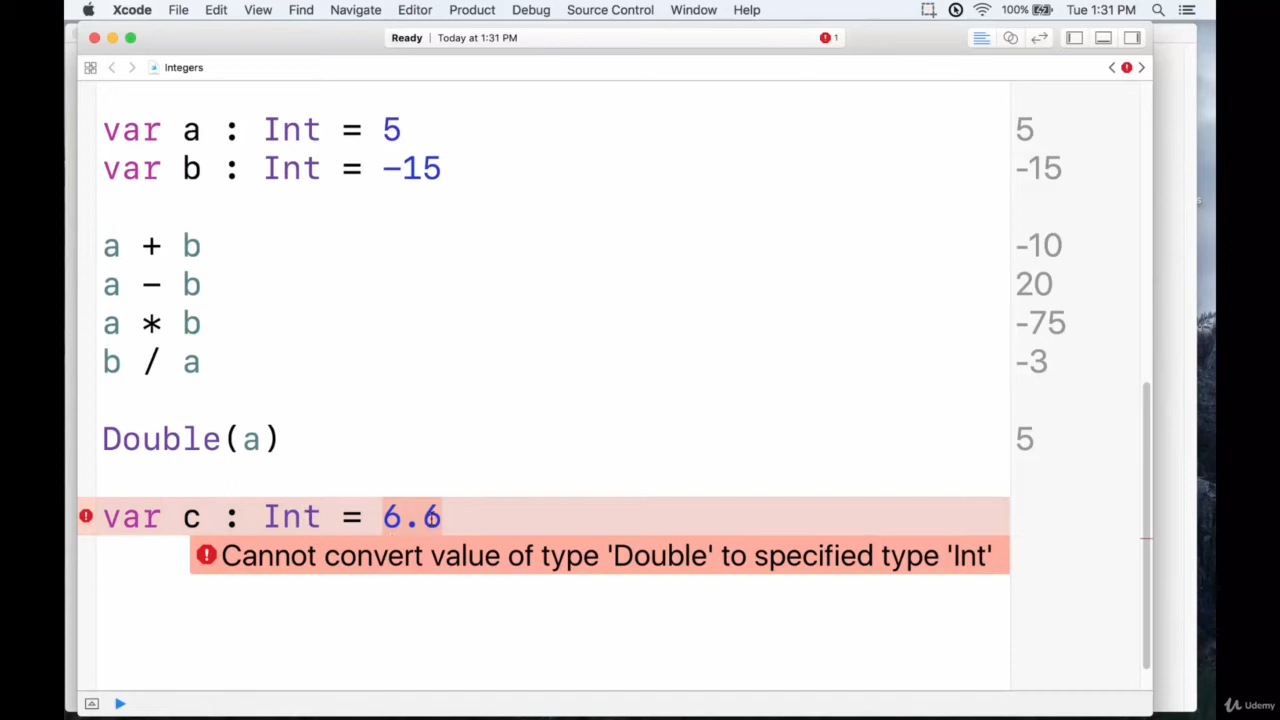 Xcode File Edit View Find Navigate Editor Product Debug Source Control Window Help 100% Tue 1:31 PM
Ready | Today at 1:31 PM 1
Integers
var a : Int = 5 5
var b : Int = -15 -15
a + b -10
a - b 20
a * b -75
b / a -3
Double(a) 5
var c : Int = 6.6
Cannot convert value of type 'Double' to specified type 'Int'
Udemy